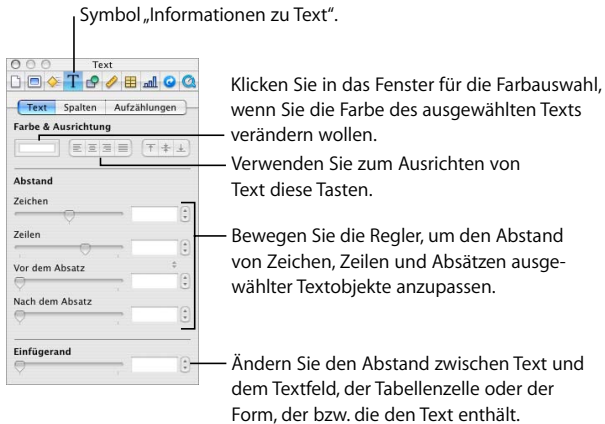 Symbol „Informationen zu Text“.
Text
T
Text Spalten Aufzählungen
Farbe & Ausrichtung
Klicken Sie in das Fenster für die Farbauswahl,
wenn Sie die Farbe des ausgewählten Texts
verändern wollen.
Verwenden Sie zum Ausrichten von
Text diese Tasten.
Abstand
Zeichen
Zeilen
Vor dem Absatz
Nach dem Absatz
Bewegen Sie die Regler, um den Abstand
von Zeichen, Zeilen und Absätzen ausge-
wählter Textobjekte anzupassen.
Einfügerand
Ändern Sie den Abstand zwischen Text und
dem Textfeld, der Tabellenzelle oder der
Form, der bzw. die den Text enthält.